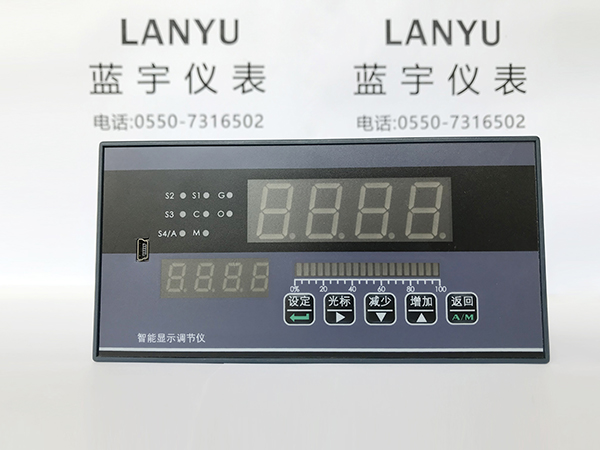 LANYU LANYU
蓝宇仪表 蓝宇仪表
电话:0550-7316502 电话:0550-7316502
S2 S1 G
S3 C O
S4/A M
0% 20 40 60 80 100
设定 光标 减少 增加 返回
A/M
智能显示调节仪